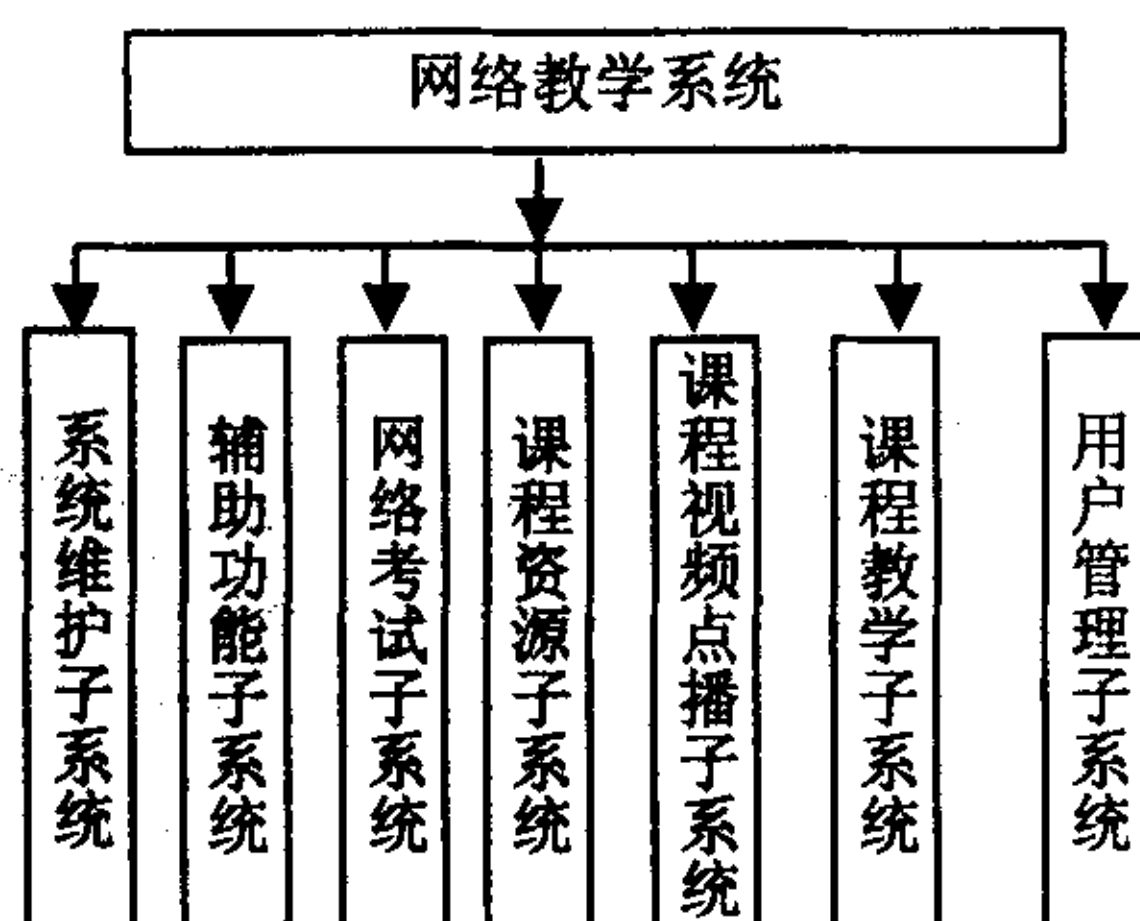 网络教学系统
系统维护子系统
辅助功能子系统
网络考试子系统
课程资源子系统
课程视频点播子系统
课程教学子系统
用户管理子系统